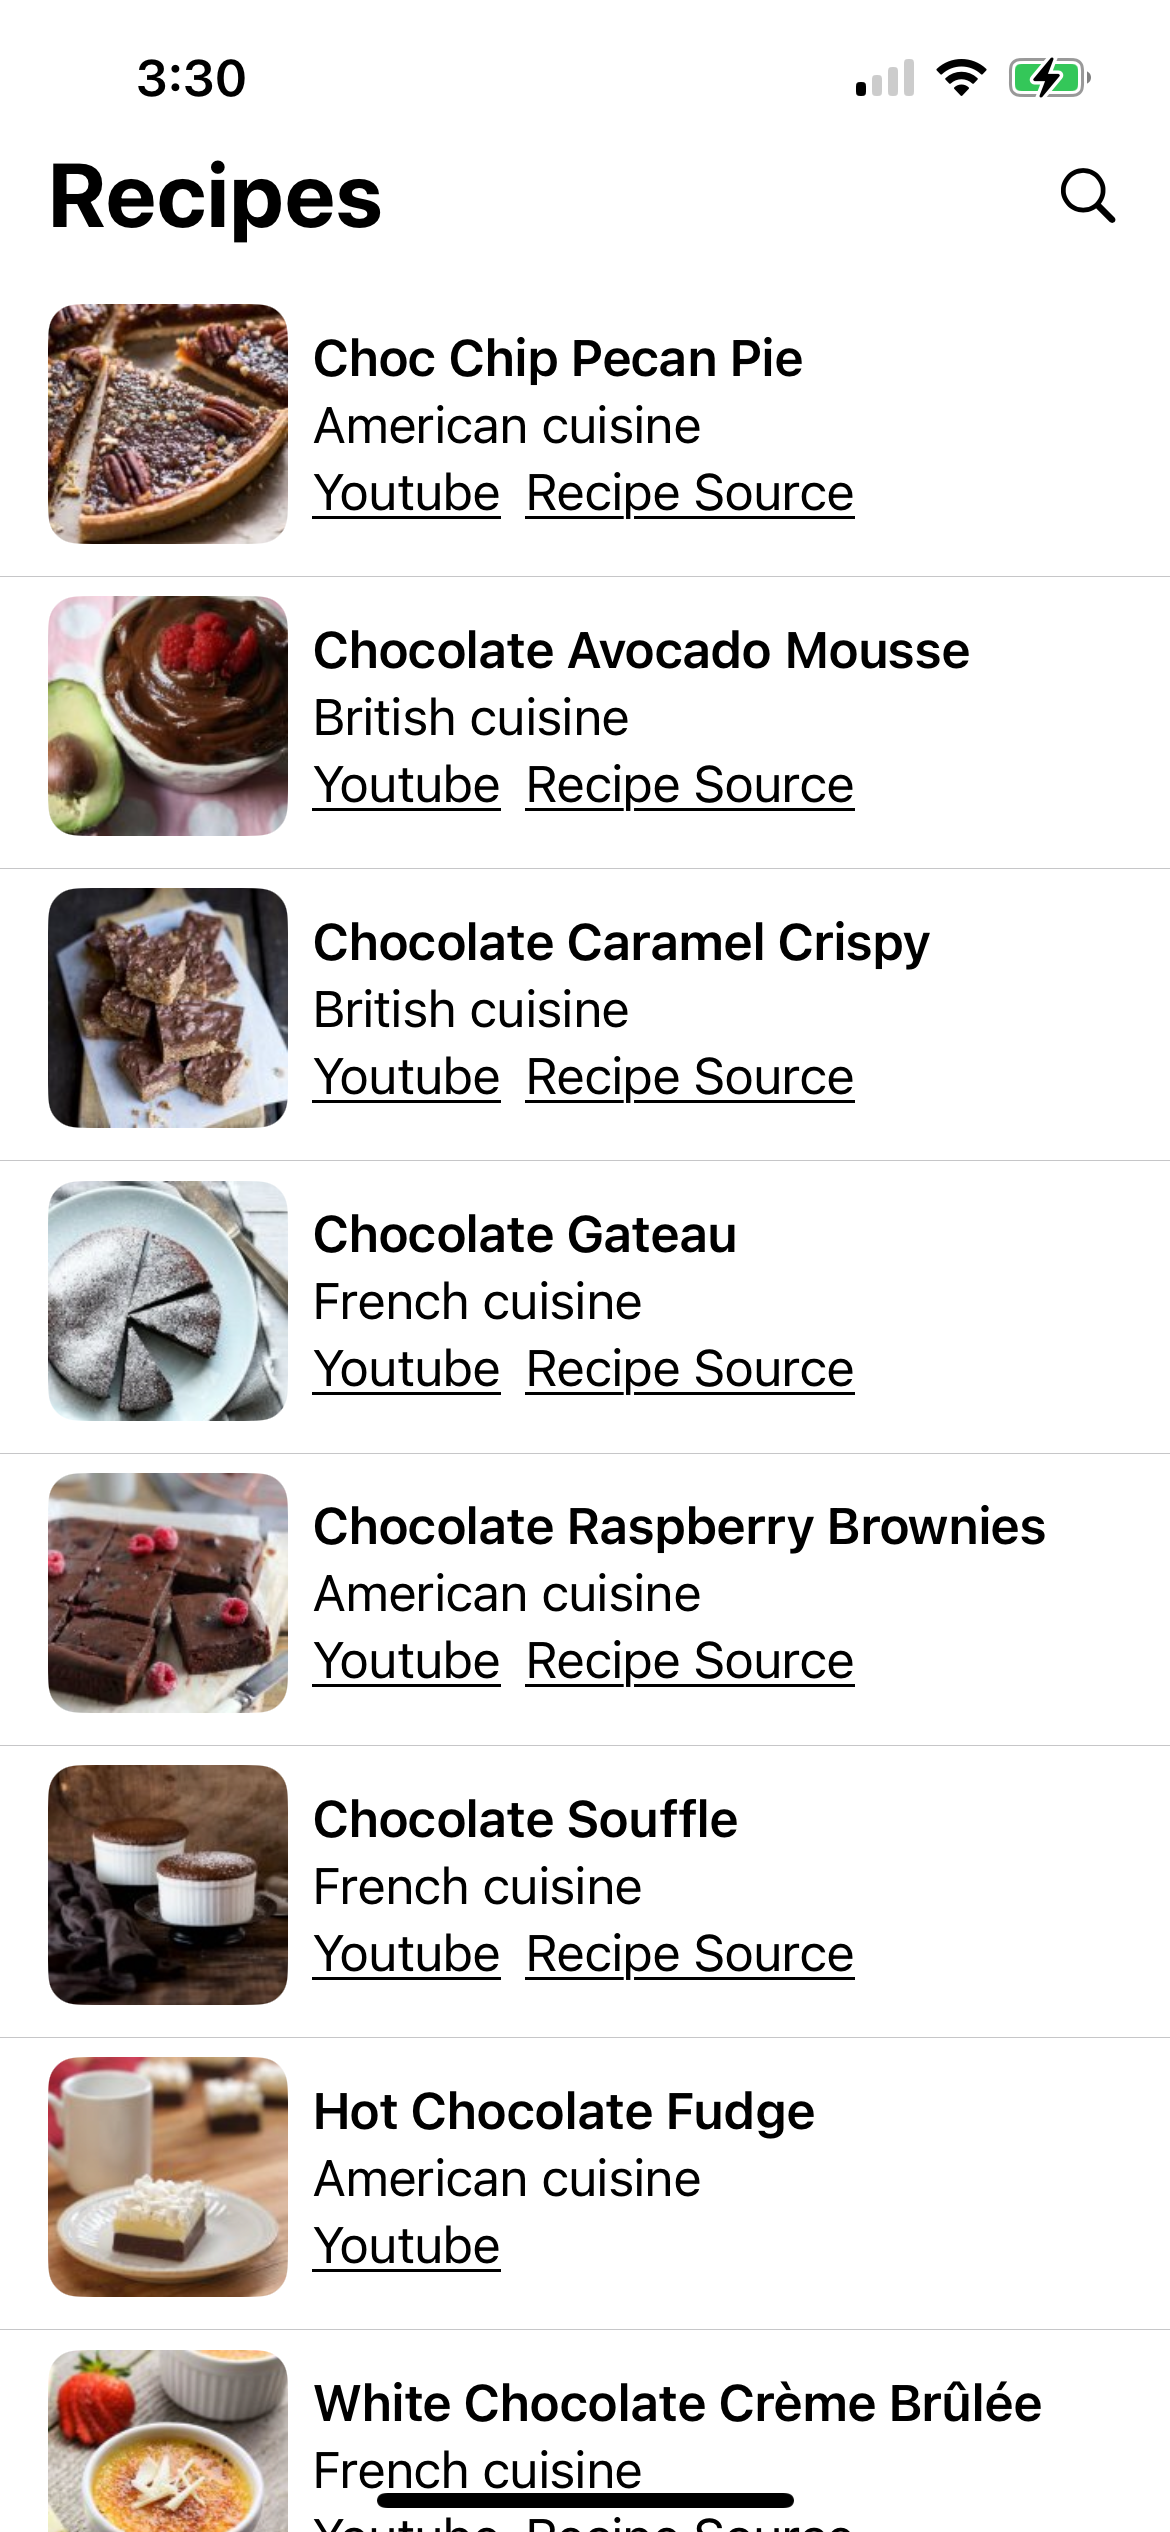 3:30
Recipes
Choc Chip Pecan Pie
American cuisine
Youtube Recipe Source
Chocolate Avocado Mousse
British cuisine
Youtube Recipe Source
Chocolate Caramel Crispy
British cuisine
Youtube Recipe Source
Chocolate Gateau
French cuisine
Youtube Recipe Source
Chocolate Raspberry Brownies
American cuisine
Youtube Recipe Source
Chocolate Souffle
French cuisine
Youtube Recipe Source
Hot Chocolate Fudge
American cuisine
Youtube
White Chocolate Crème Brûlée
French cuisine
Youtube Recipe Source